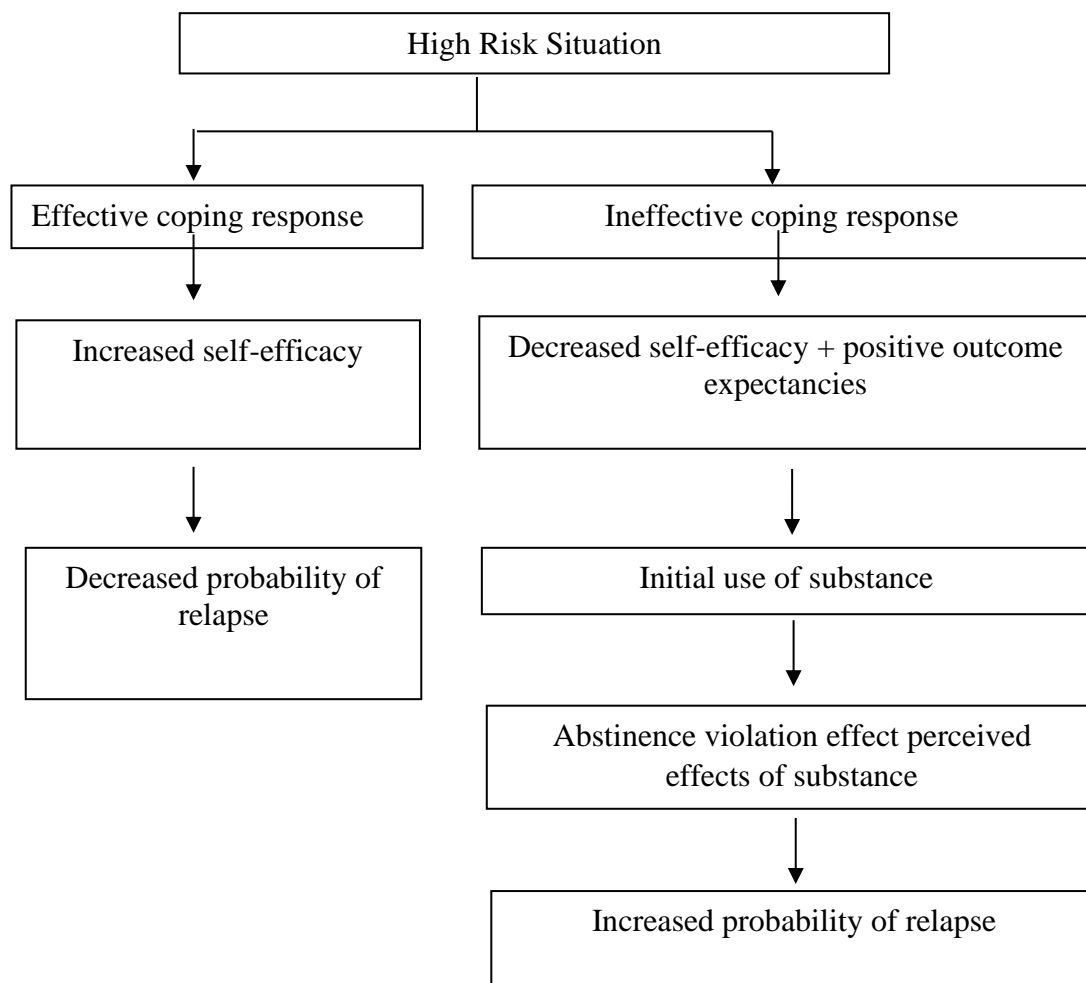 High Risk Situation
Effective coping response
Ineffective coping response
Increased self-efficacy
Decreased self-efficacy + positive outcome
expectancies
Decreased probability of
relapse
Initial use of substance
Abstinence violation effect perceived
effects of substance
Increased probability of relapse